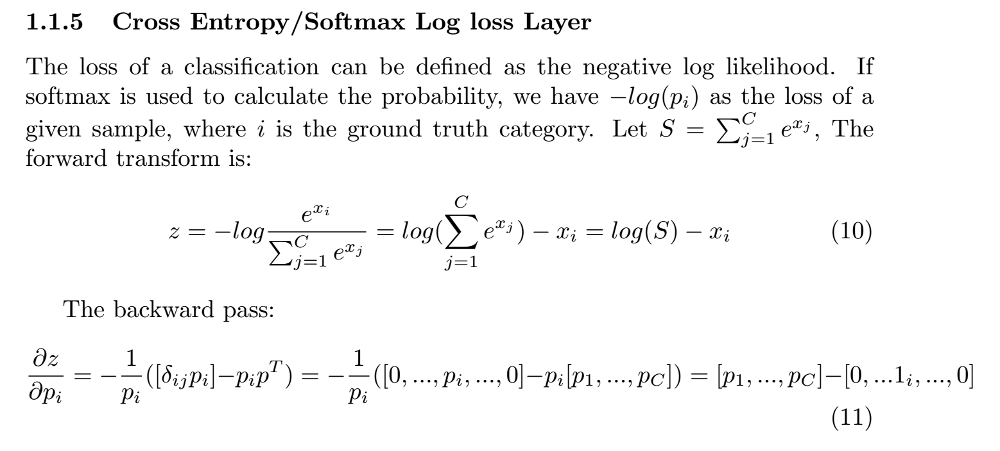 1.1.5 Cross Entropy/Softmax Log loss Layer
The loss of a classification can be defined as the negative log likelihood. If
softmax is used to calculate the probability, we have $-log(p_i)$ as the loss of a
given sample, where $i$ is the ground truth category. Let $S = \sum_{j=1}^{C} e^{x_j}$, The
forward transform is:
$z = -log\frac{e^{x_i}}{\sum_{j=1}^{C} e^{x_j}} = log(\sum_{j=1}^{C} e^{x_j}) - x_i = log(S) - x_i$ (10)
The backward pass:
$\frac{\partial z}{\partial p_i} = -\frac{1}{p_i}([\delta_{ij}p_i] - p_i p^T) = -\frac{1}{p_i}([0, ..., p_i, ..., 0] - p_i[p_1, ..., p_C]) = [p_1, ..., p_C] - [0, ...1_i, ..., 0]$
(11)